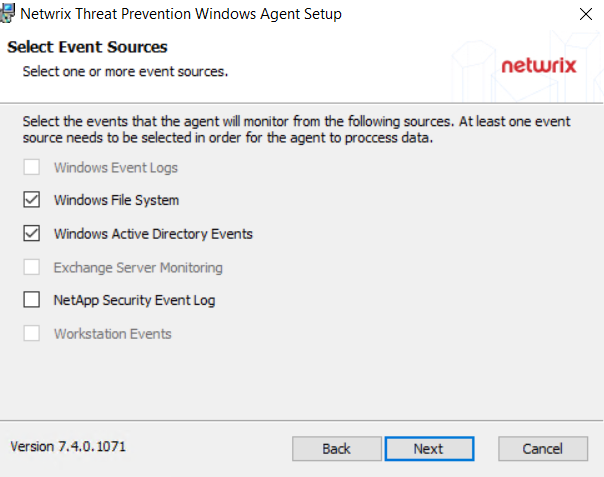 Netwrix Threat Prevention Windows Agent Setup
Select Event Sources
Select one or more event sources.
netwrix
Select the events that the agent will monitor from the following sources. At least one event
source needs to be selected in order for the agent to proccess data.
Windows Event Logs
Windows File System
Windows Active Directory Events
Exchange Server Monitoring
NetApp Security Event Log
Workstation Events
Version 7.4.0.1071
Back
Next
Cancel